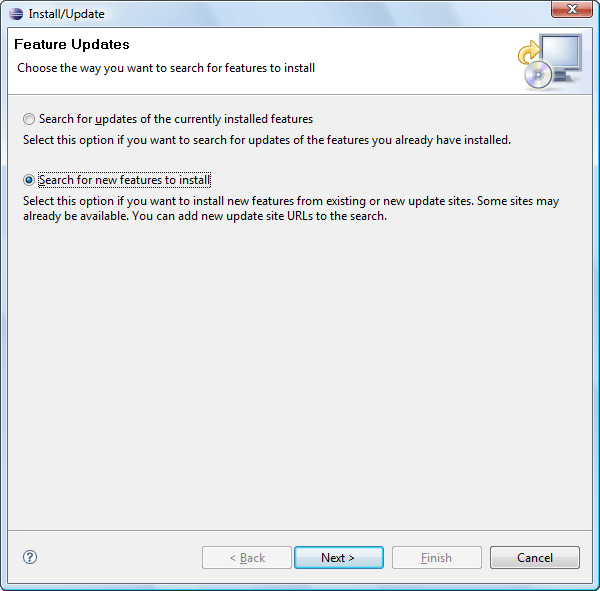 Install/Update
Feature Updates
Choose the way you want to search for features to install
Search for updates of the currently installed features
Select this option if you want to search for updates of the features you already have installed.
Search for new features to install
Select this option if you want to install new features from existing or new update sites. Some sites may
already be available. You can add new update site URLs to the search.
?
< Back
Next >
Finish
Cancel